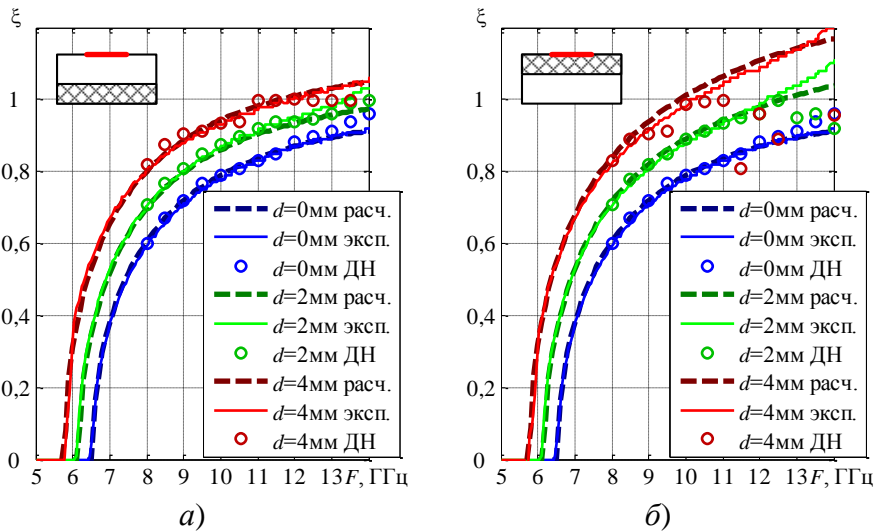 ξ
1
0,8
0,6
0,4
0,2
0
5 6 7 8 9 10 11 12 13 F, ГГц
d=0мм расч.
d=0мм эксп.
d=0мм ДН
d=2мм расч.
d=2мм эксп.
d=2мм ДН
d=4мм расч.
d=4мм эксп.
d=4мм ДН
а)
ξ
1
0,8
0,6
0,4
0,2
0
5 6 7 8 9 10 11 12 13 F, ГГц
d=0мм расч.
d=0мм эксп.
d=0мм ДН
d=2мм расч.
d=2мм эксп.
d=2мм ДН
d=4мм расч.
d=4мм эксп.
d=4мм ДН
б)